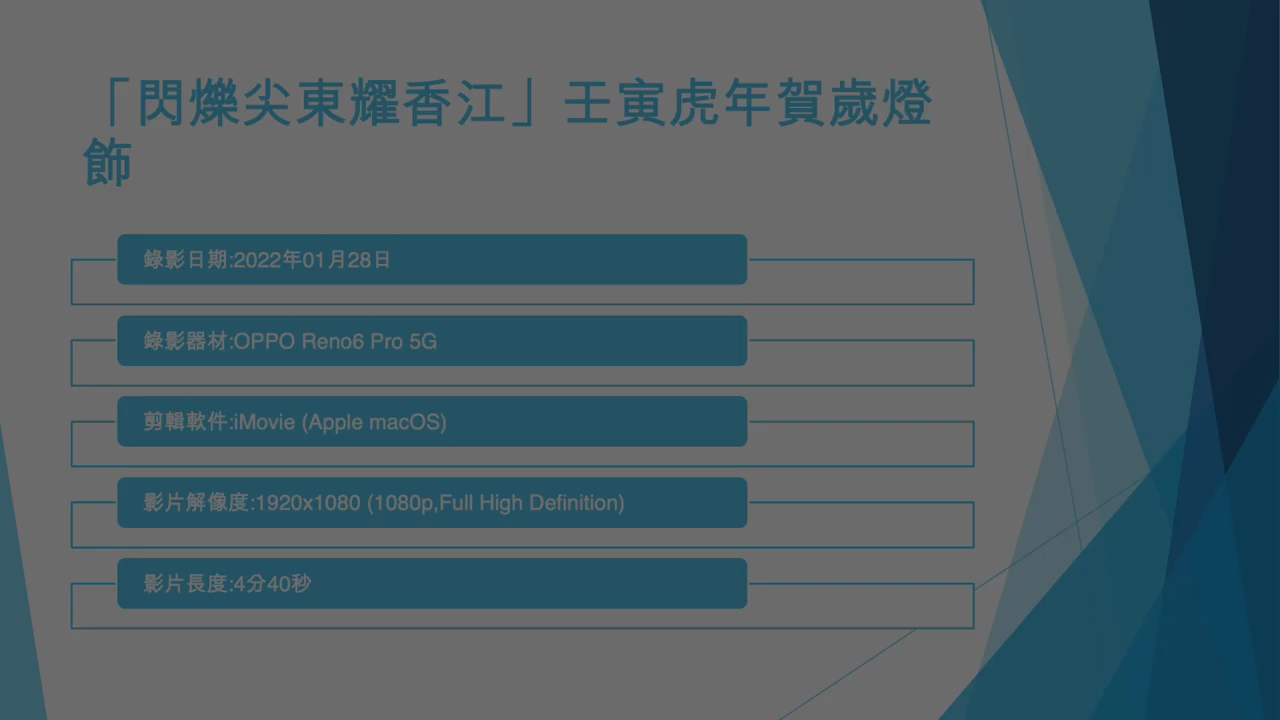 「閃爍尖東耀香江」壬寅虎年賀歲燈
飾
錄影日期:2022年01月28日
錄影器材:OPPO Reno6 Pro 5G
剪輯軟件:iMovie (Apple macOS)
影片解像度:1920x1080 (1080p,Full High Definition)
影片長度:4分40秒